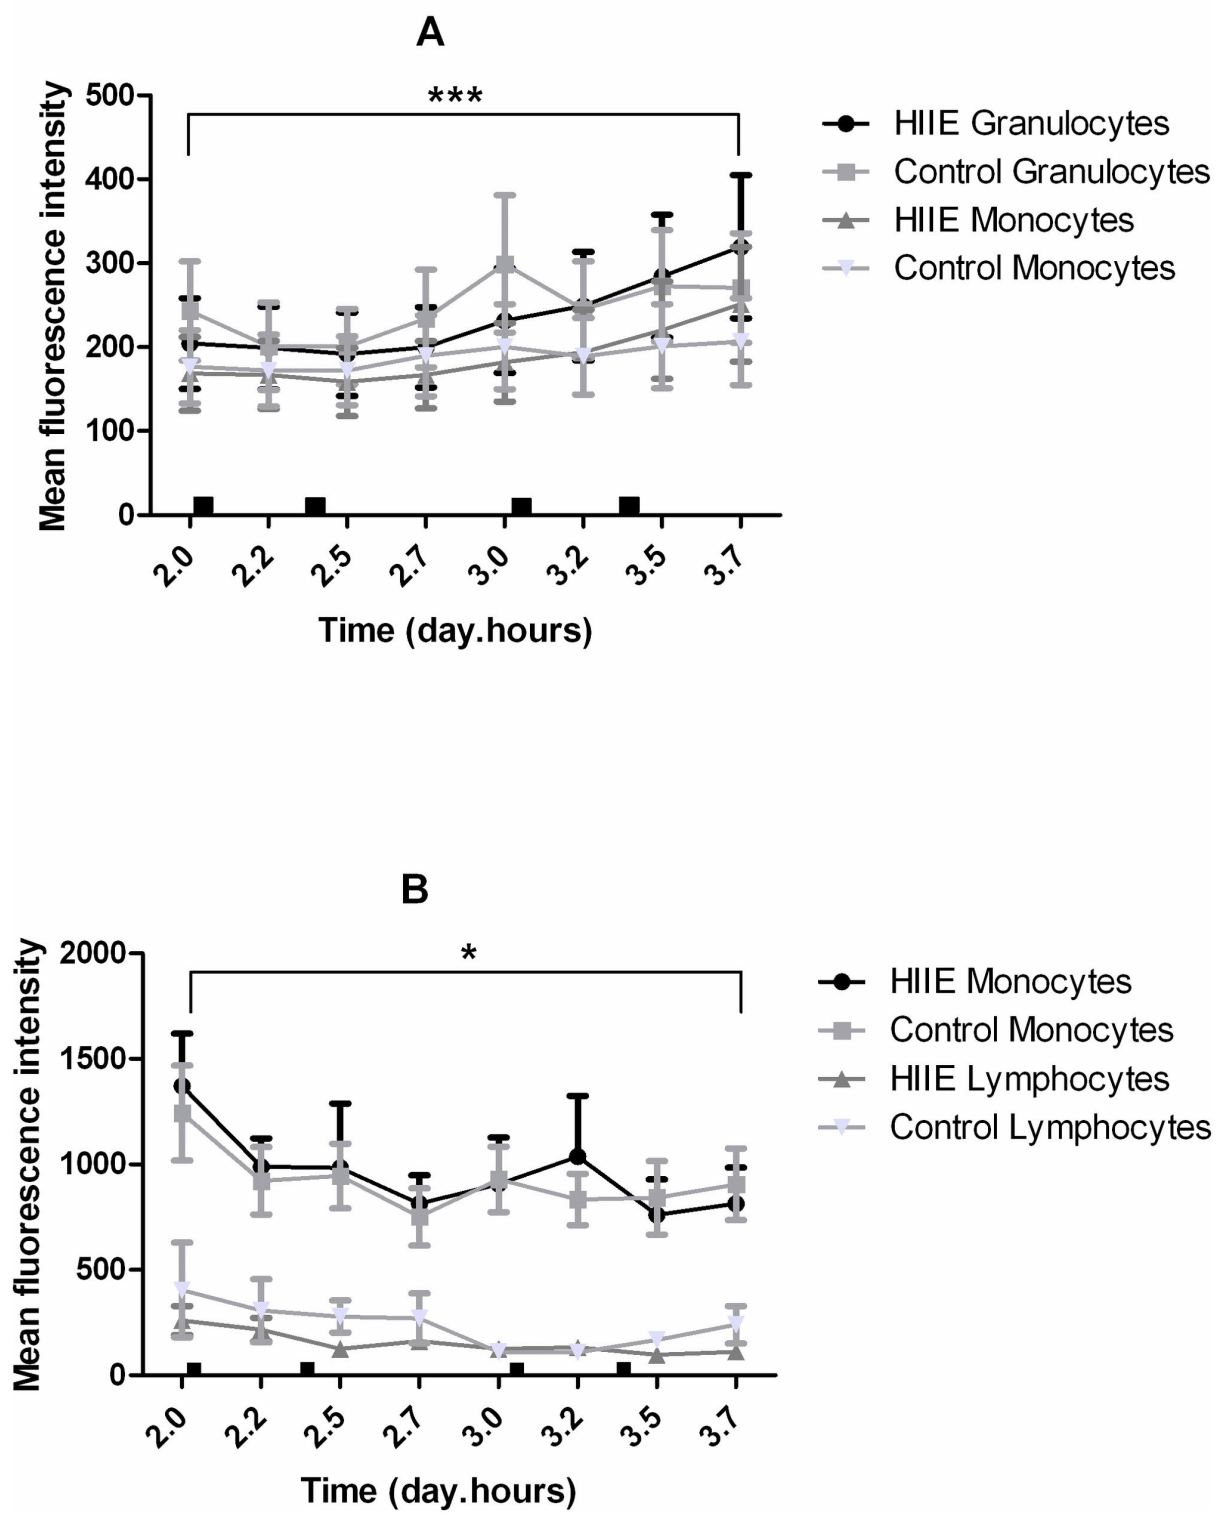 A
***
Mean fluorescence intensity
500
400
300
200
100
0
2.0 2.2 2.5 2.7 3.0 3.2 3.5 3.7
Time (day.hours)
HIIE Granulocytes
Control Granulocytes
HIIE Monocytes
Control Monocytes
B
*
Mean fluorescence intensity
2000
1500
1000
500
0
2.0 2.2 2.5 2.7 3.0 3.2 3.5 3.7
Time (day.hours)
HIIE Monocytes
Control Monocytes
HIIE Lymphocytes
Control Lymphocytes